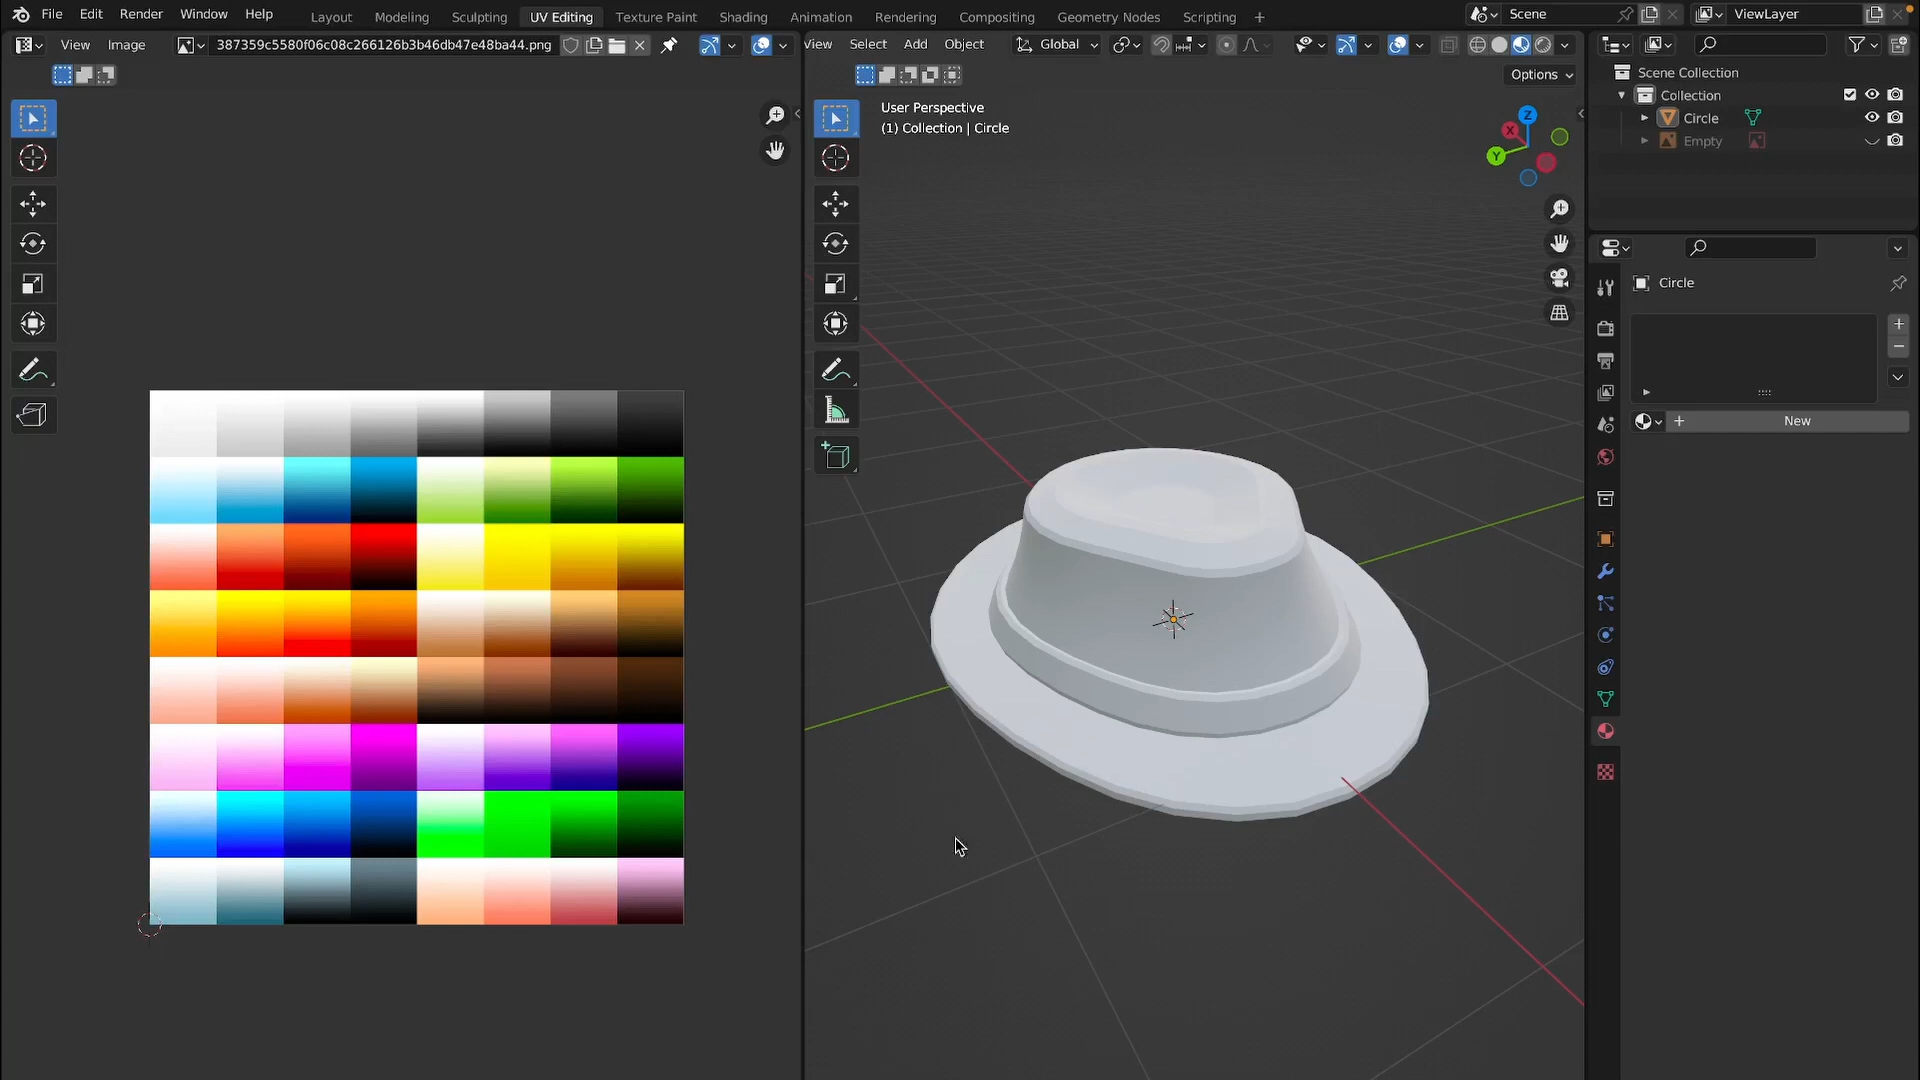 File Edit Render Window Help Layout Modeling Sculpting UV Editing Texture Paint Shading Animation Rendering Compositing Geometry Nodes Scripting + Scene ViewLayer
View Image 387359c5580f06c08c266126b3b46db47e48ba44.png View Select Add Object Global
Options
Scene Collection
Collection
Circle
Empty
User Perspective
(1) Collection | Circle
Z
X
Y
Circle
New